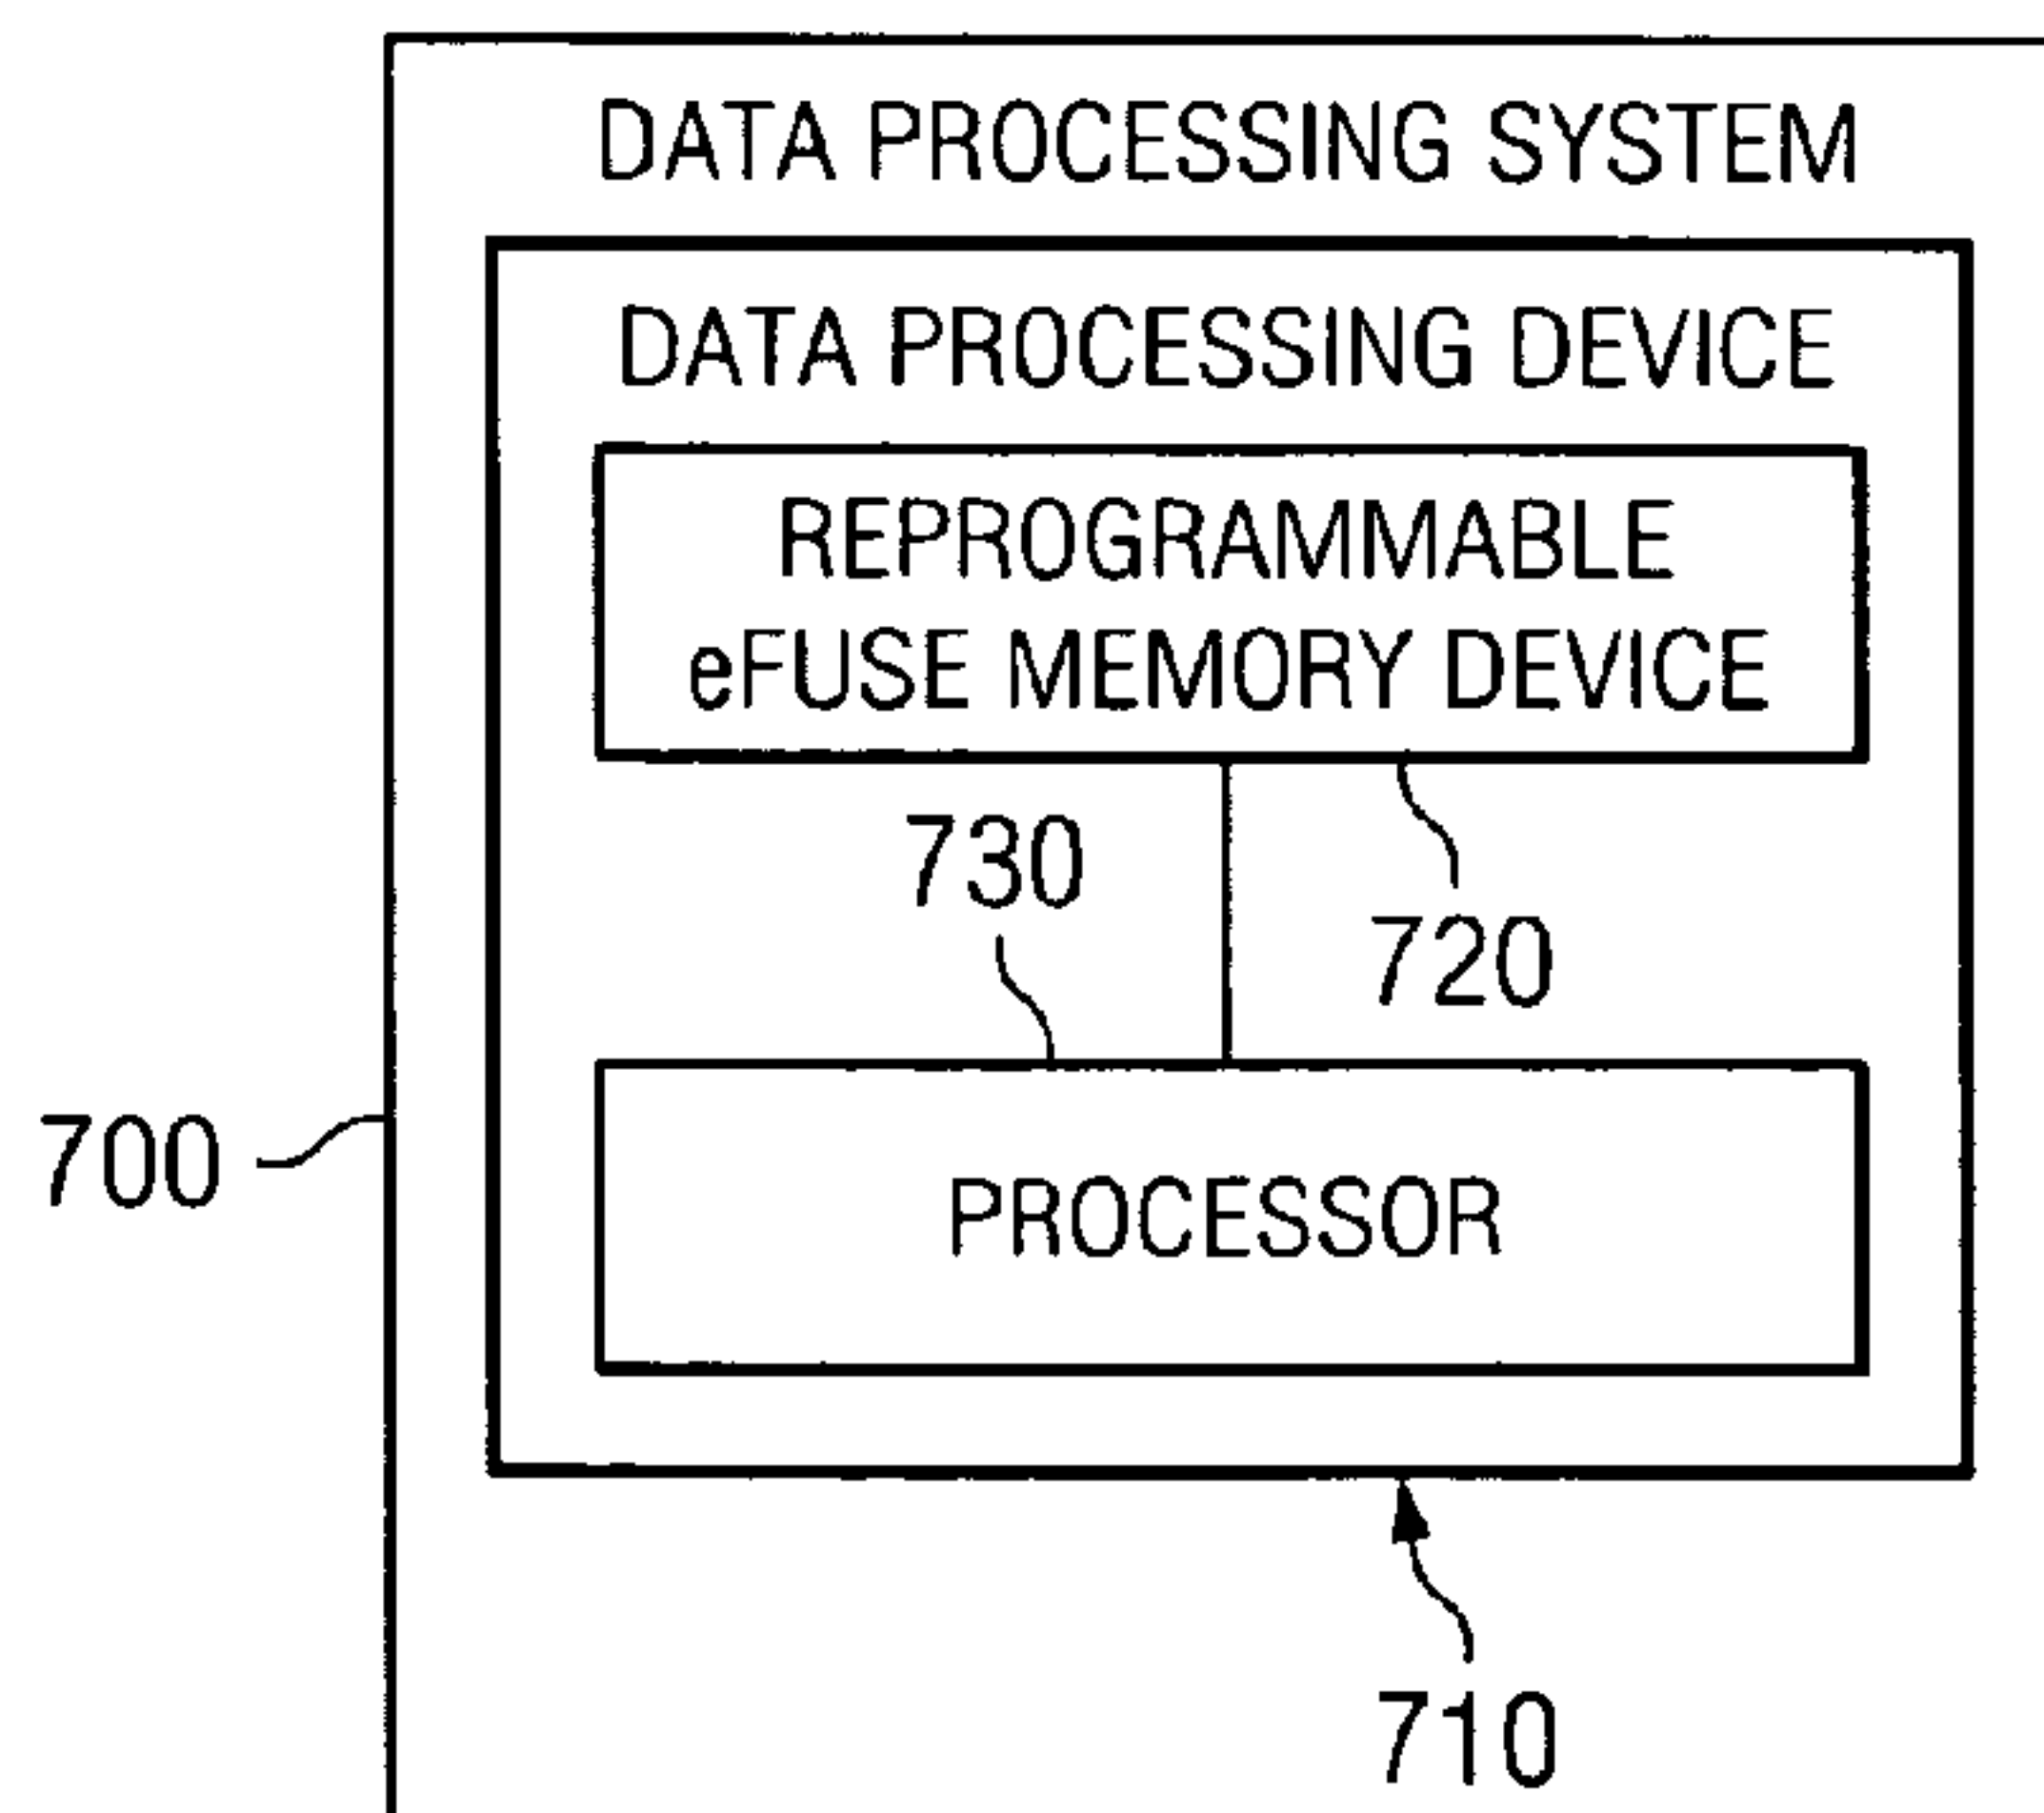 DATA PROCESSING SYSTEM
DATA PROCESSING DEVICE
REPROGRAMMABLE
eFUSE MEMORY DEVICE
730
720
700
PROCESSOR
710